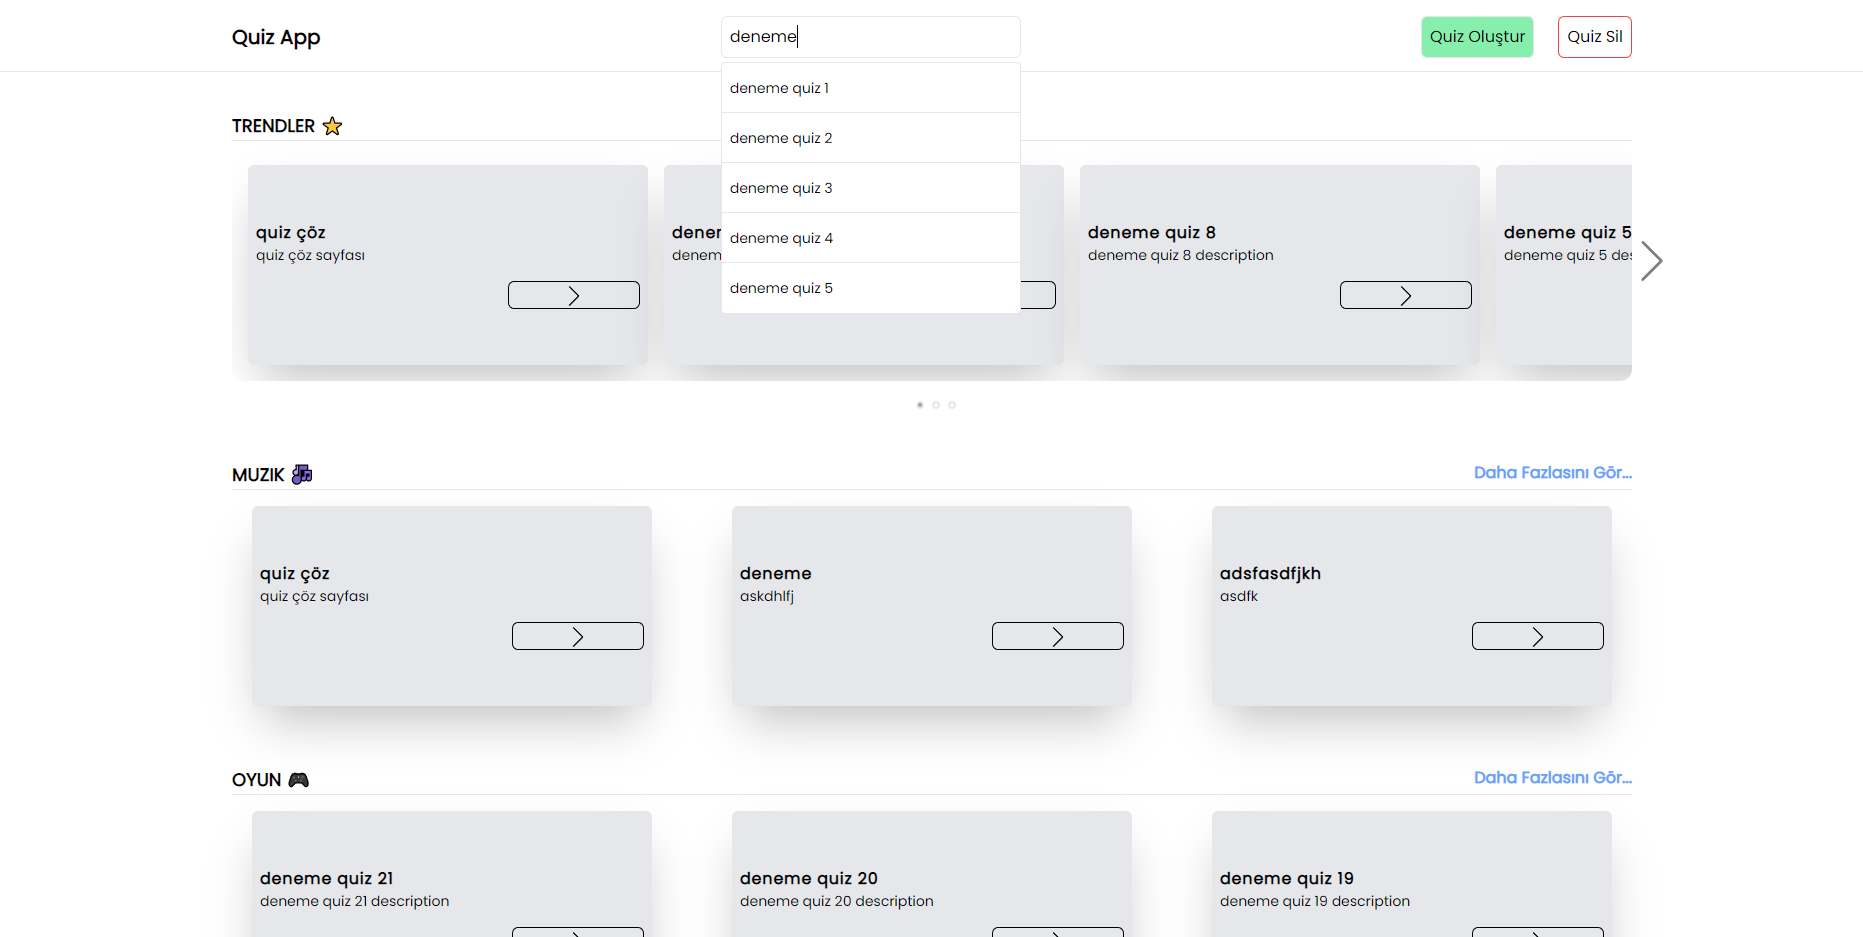 Quiz App
deneme
Quiz Oluştur
Quiz Sil
deneme quiz 1
deneme quiz 2
deneme quiz 3
deneme quiz 4
deneme quiz 5
TRENDLER
quiz çöz
quiz çöz sayfası
deneme quiz 8
deneme quiz 8 description
deneme quiz 5
deneme quiz 5
MUZIK
Daha Fazlasını Gör...
quiz çöz
quiz çöz sayfası
deneme
askdhlfj
adsfasdfjkh
asdfk
OYUN
Daha Fazlasını Gör...
deneme quiz 21
deneme quiz 21 description
deneme quiz 20
deneme quiz 20 description
deneme quiz 19
deneme quiz 19 description